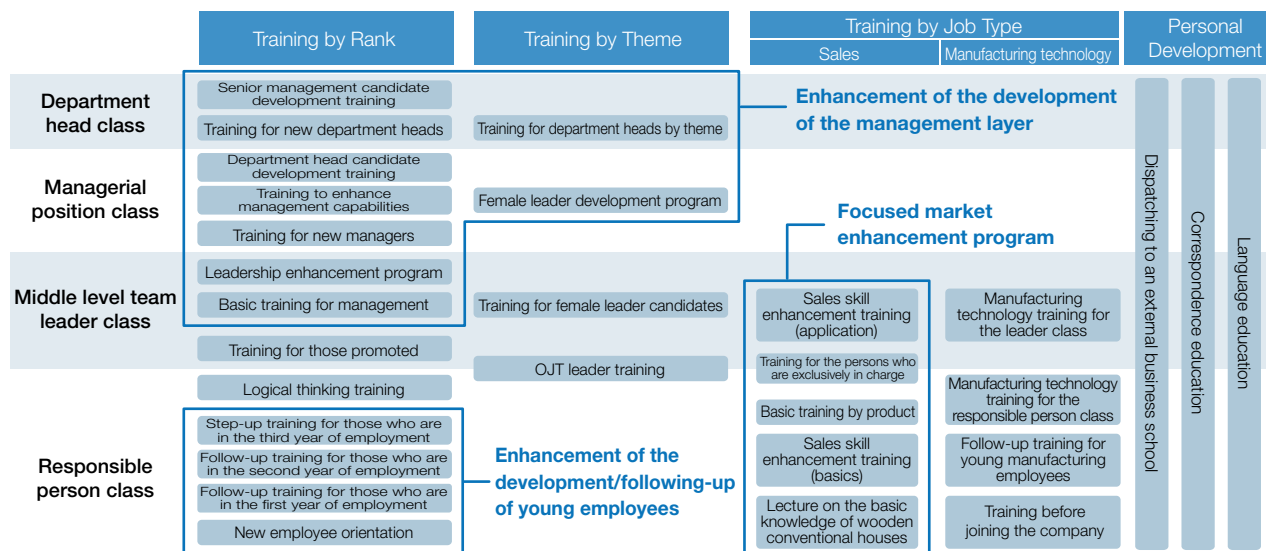 Training by Rank
Training by Theme
Training by Job Type
Sales
Manufacturing technology
Personal
Development
Department
head class
Senior management candidate
development training
Training for new department heads
Training for department heads by theme
Enhancement of the development
of the management layer
Managerial
position class
Department head candidate
development training
Training to enhance
management capabilities
Training for new managers
Female leader development program
Focused market
enhancement program
Middle level team
leader class
Leadership enhancement program
Basic training for management
Training for those promoted
Training for female leader candidates
OJT leader training
Sales skill
enhancement training
(application)
Training for the persons who
are exclusively in charge
Manufacturing
technology training for
the leader class
Responsible
person class
Logical thinking training
Step-up training for those who are
in the third year of employment
Follow-up training for those who are
in the second year of employment
Follow-up training for those who are
in the first year of employment
New employee orientation
Enhancement of the
development/following-up
of young employees
Basic training by product
Sales skill
enhancement training
(basics)
Lecture on the basic
knowledge of wooden
conventional houses
Manufacturing technology
training for the
responsible person class
Follow-up training for
young manufacturing
employees
Training before
joining the company
Dispatching to an external business school
Correspondence education
Language education